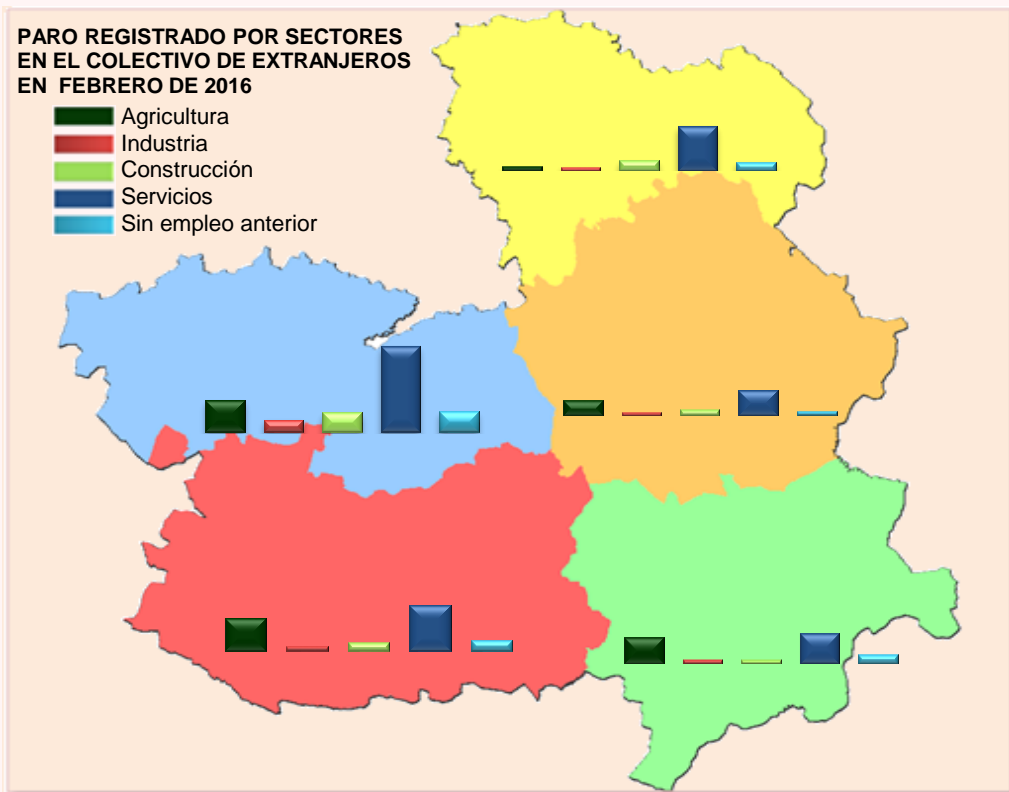 PARO REGISTRADO POR SECTORES
EN EL COLECTIVO DE EXTRANJEROS
EN FEBRERO DE 2016
Agricultura
Industria
Construcción
Servicios
Sin empleo anterior